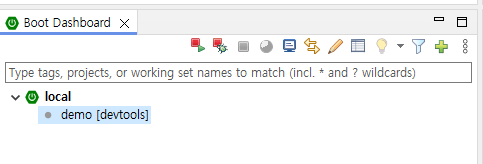 Boot Dashboard
Type tags, projects, or working set names to match (incl. * and ? wildcards)
local
demo [devtools]